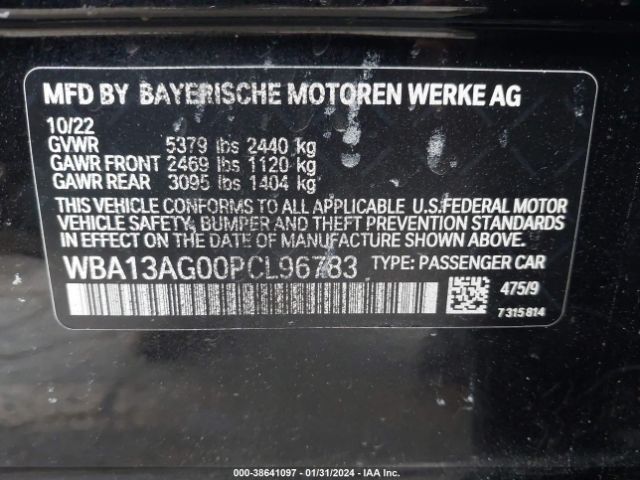 MFD BY BAYERISCHE MOTOREN WERKE AG
10/22
GVWR 5379 lbs 2440 kg
GAWR FRONT 2469 lbs 1120 kg
GAWR REAR 3095 lbs 1404 kg
THIS VEHICLE CONFORMS TO ALL APPLICABLE U.S.FEDERAL MOTOR
VEHICLE SAFETY, BUMPER AND THEFT PREVENTION STANDARDS
IN EFFECT ON THE DATE OF MANUFACTURE SHOWN ABOVE.
WBA13AG00PCL96783 TYPE: PASSENGER CAR
475/9
7 315 814
000-38641097 - 01/31/2024 - IAA Inc.